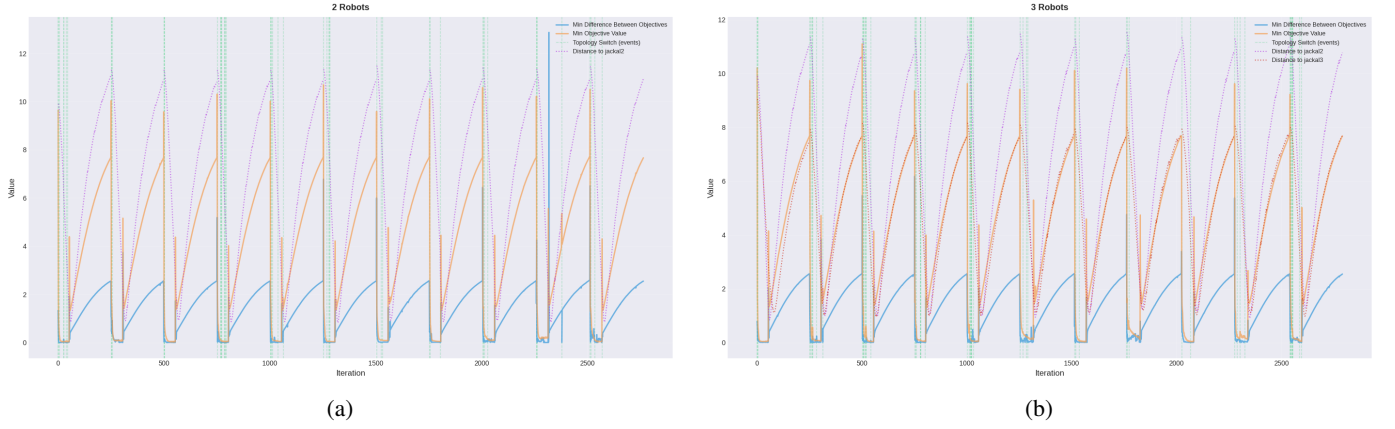 2 Robots
Min Difference Between Objectives
Min Objective Value
Topology Switch (events)
Distance to jackal2
12
10
8
6
4
2
0
Value
0
500
1000
1500
2000
2500
Iteration
(a)
3 Robots
Min Difference Between Objectives
Min Objective Value
Topology Switch (events)
Distance to jackal2
Distance to jackal3
12
10
8
6
4
2
0
Value
0
500
1000
1500
2000
2500
Iteration
(b)